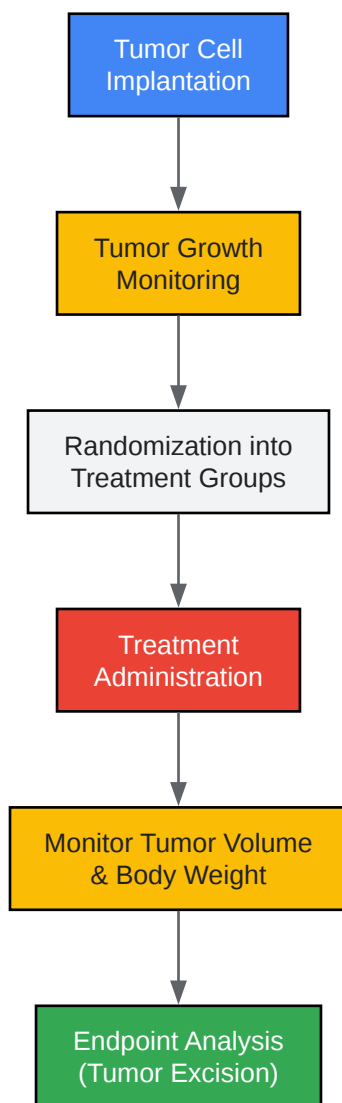 Tumor Cell
Implantation
Tumor Growth
Monitoring
Randomization into
Treatment Groups
Treatment
Administration
Monitor Tumor Volume
& Body Weight
Endpoint Analysis
(Tumor Excision)